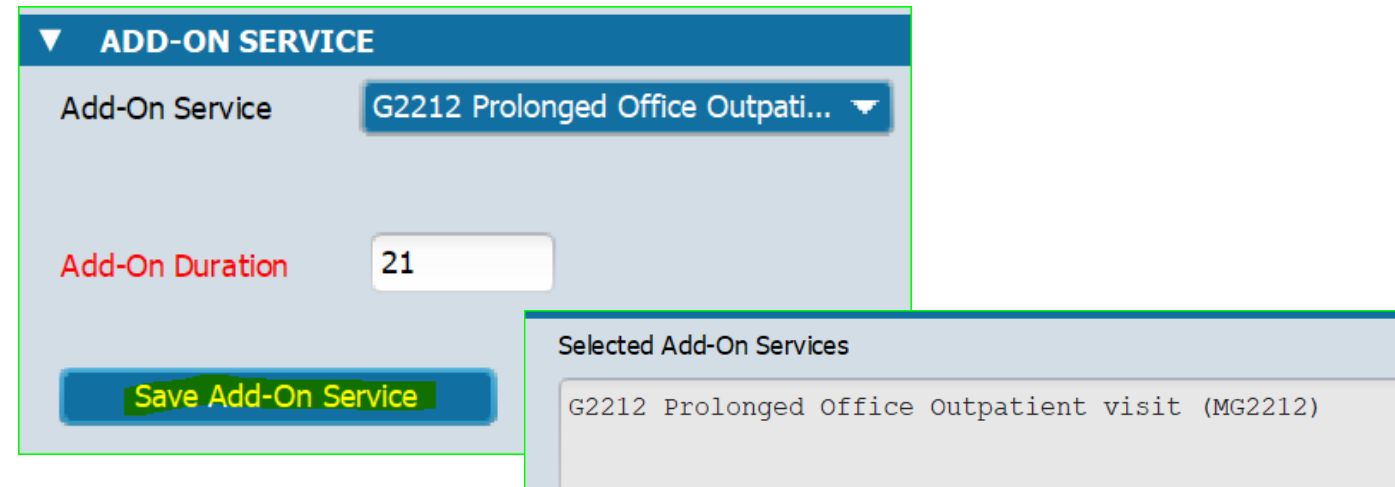 ADD-ON SERVICE
Add-On Service
G2212 Prolonged Office Outpati...
Add-On Duration
21
Save Add-On Service
Selected Add-On Services
G2212 Prolonged Office Outpatient visit (MG2212)